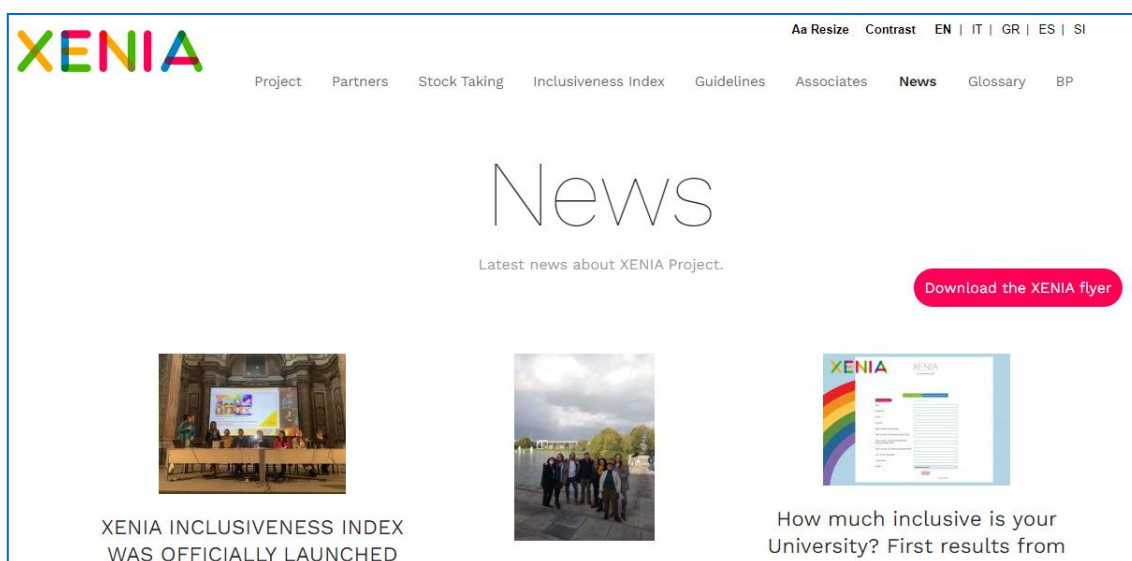 XENIA
Aa Resize Contrast EN | IT | GR | ES | SI
Project Partners Stock Taking Inclusiveness Index Guidelines Associates News Glossary BP
News
Latest news about XENIA Project.
Download the XENIA flyer
XENIA XENIA
XENIA INCLUSIVENESS INDEX
WAS OFFICIALLY LAUNCHED
How much inclusive is your
University? First results from